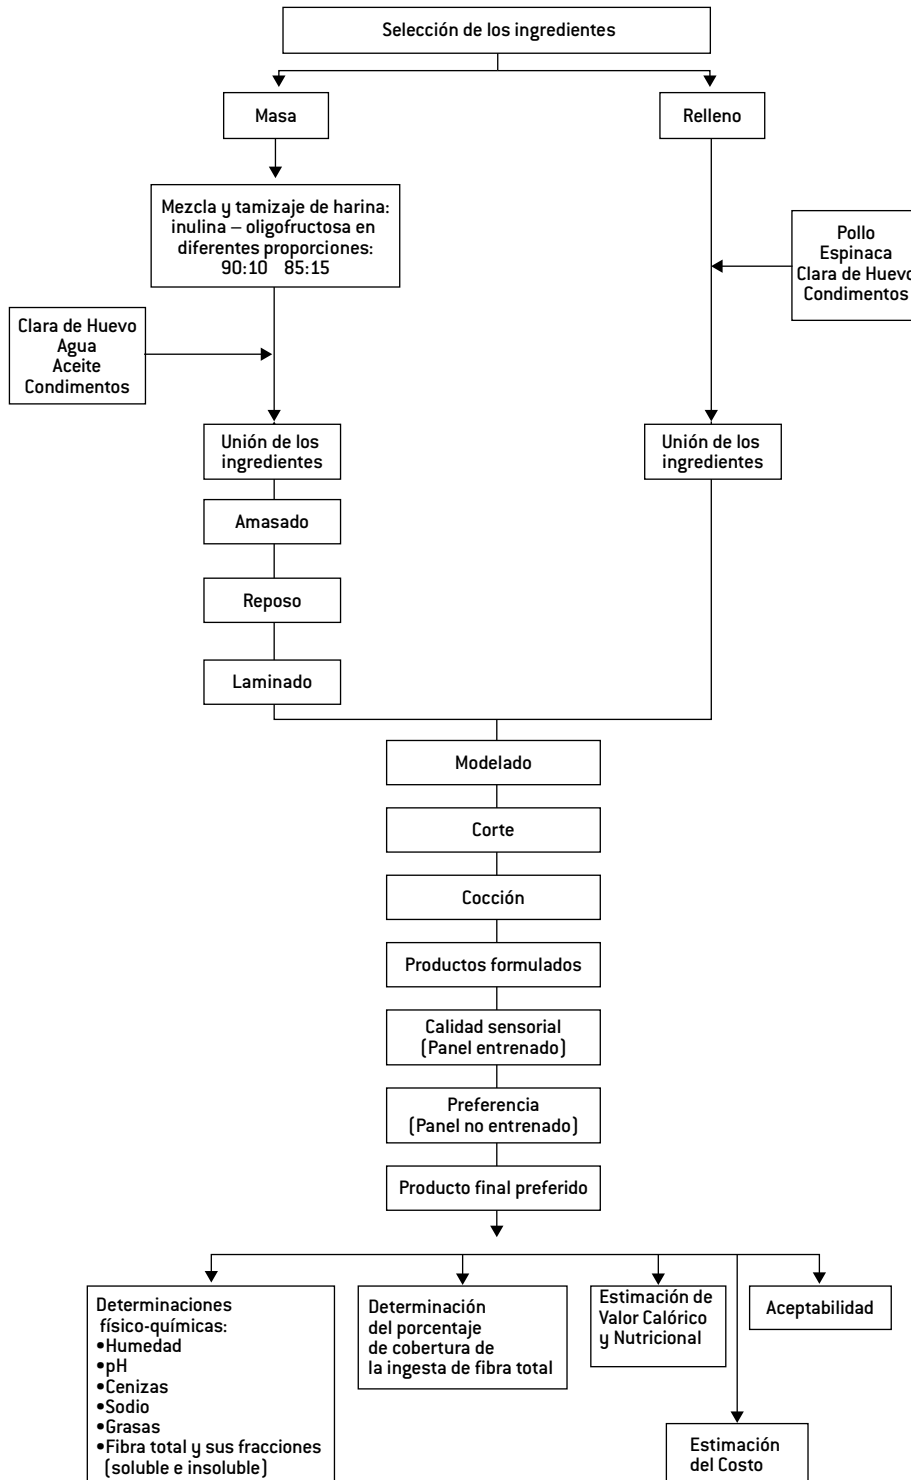 Selección de los ingredientes
Masa
Relleno
Mezcla y tamizaje de harina:
inulina – oligofructosa en
diferentes proporciones:
90:10 85:15
Pollo
Espinaca
Clara de Huevo
Condimentos
Clara de Huevo
Agua
Aceite
Condimentos
Unión de los
ingredientes
Unión de los
ingredientes
Amasado
Reposo
Laminado
Modelado
Corte
Cocción
Productos formulados
Calidad sensorial
(Panel entrenado)
Preferencia
(Panel no entrenado)
Producto final preferido
Determinaciones
físico-químicas:
•Humedad
•pH
•Cenizas
•Sodio
•Grasas
•Fibra total y sus fracciones
(soluble e insoluble)
Determinación
del porcentaje
de cobertura de
la ingesta de fibra total
Estimación de
Valor Calórico
y Nutricional
Aceptabilidad
Estimación
del Costo